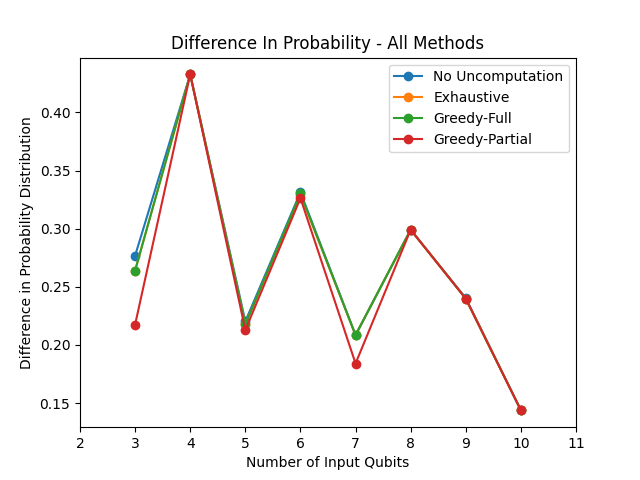 Difference In Probability - All Methods
No Uncomputation
Exhaustive
Greedy-Full
Greedy-Partial
Difference in Probability Distribution
0.40
0.35
0.30
0.25
0.20
0.15
2 3 4 5 6 7 8 9 10 11
Number of Input Qubits